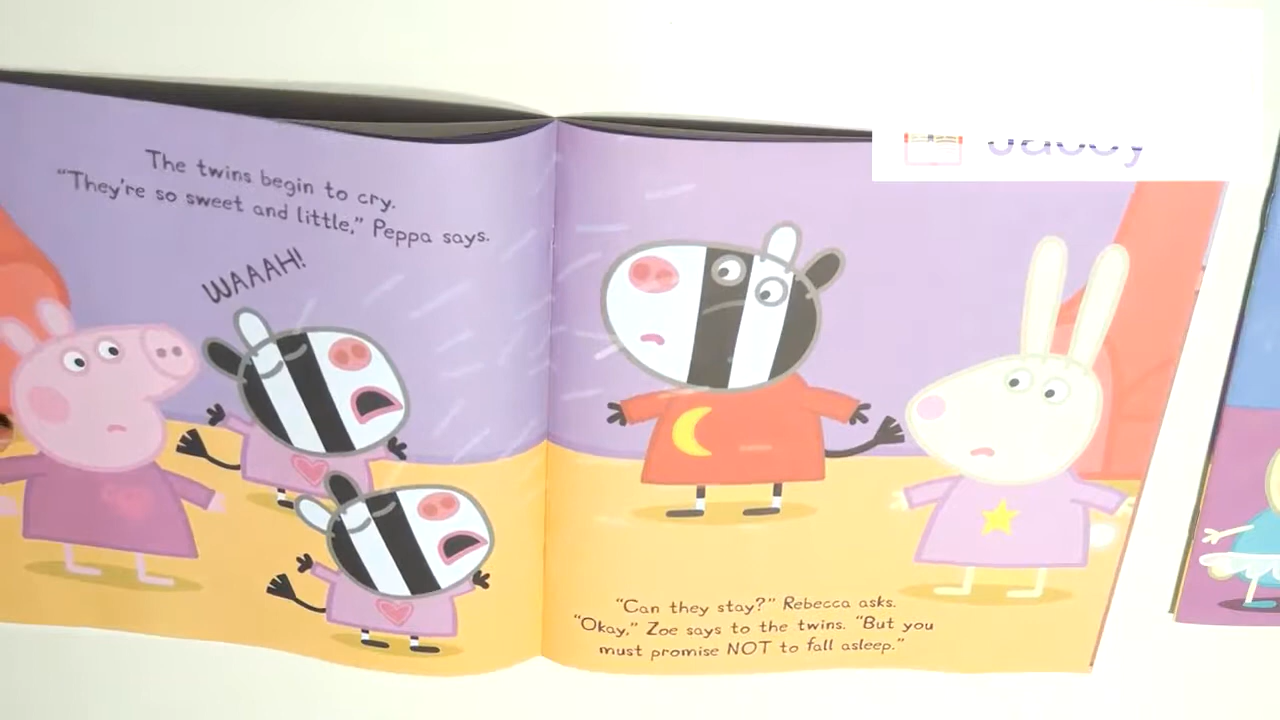 The twins begin to cry.
"They're so sweet and little," Peppa says.
WAAAH!
"Can they stay?" Rebecca asks.
"Okay," Zoe says to the twins. "But you
must promise NOT to fall asleep."